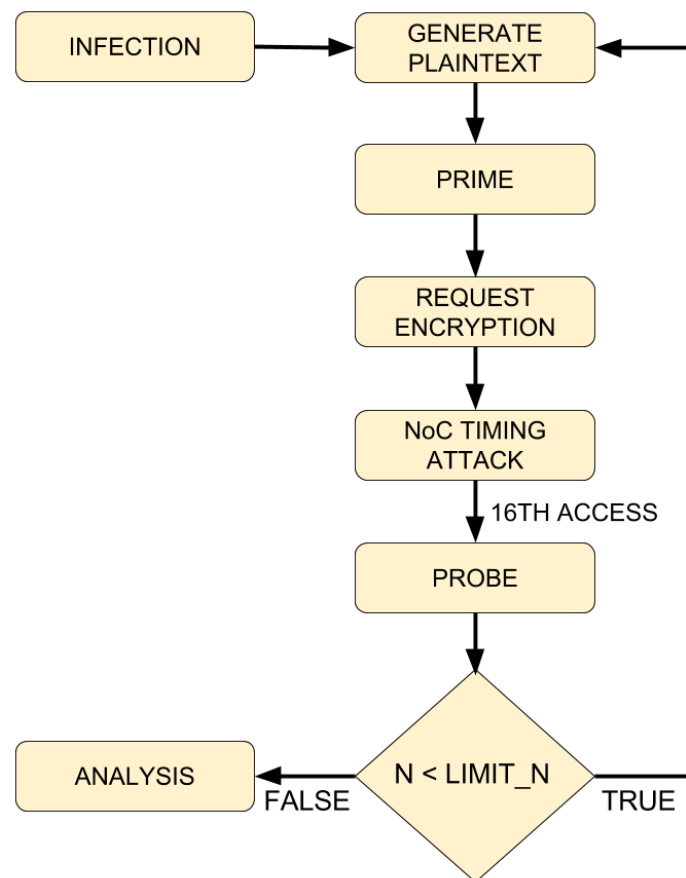 INFECTION
GENERATE
PLAINTEXT
PRIME
REQUEST
ENCRYPTION
NoC TIMING
ATTACK
16TH ACCESS
PROBE
N < LIMIT_N
ANALYSIS
FALSE
TRUE